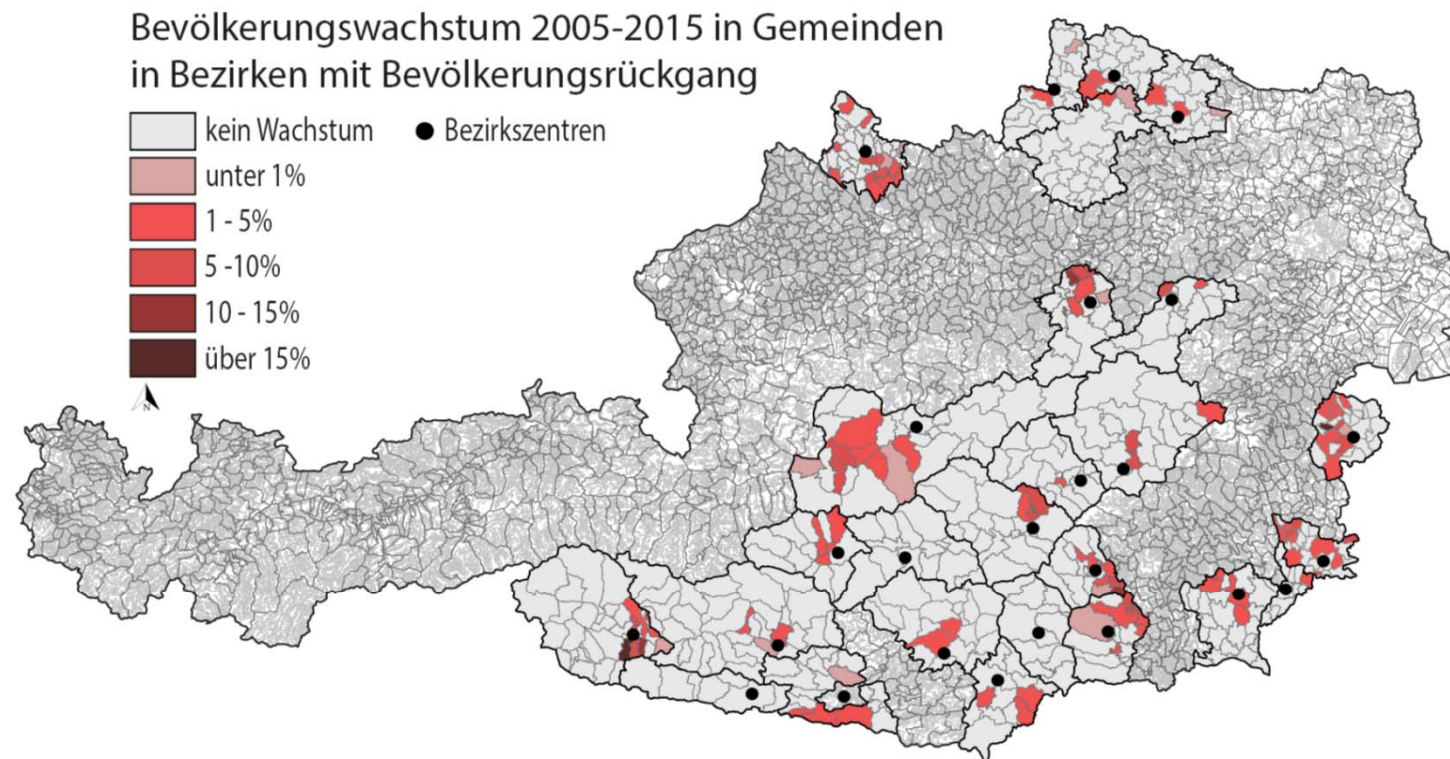 Bevölkerungswachstum 2005-2015 in Gemeinden
in Bezirken mit Bevölkerungsrückgang
kein Wachstum
Bezirkszentren
unter 1%
1 - 5%
5 -10%
10 - 15%
über 15%
N